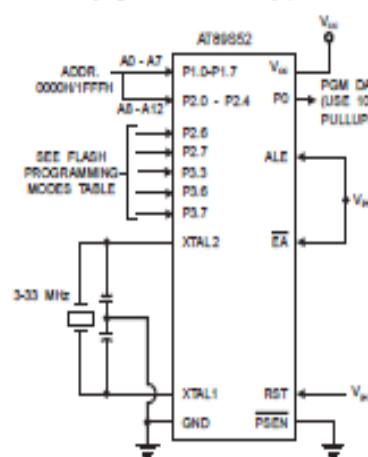 AT89S52
V
A0 - A7
ADDR.
0000H/1FFFH
P1.0-P1.7
V
A8 - A12
P2.0 - P2.4
P0
PGM DA
(USE 10
PULLUP
P2.6
P2.7
SEE FLASH
PROGRAMMING
MODES TABLE
P3.3
P3.6
P3.7
ALE
V
XTAL2
EA
3-33 MHz
XTAL1
RST
V
GND
PSEN